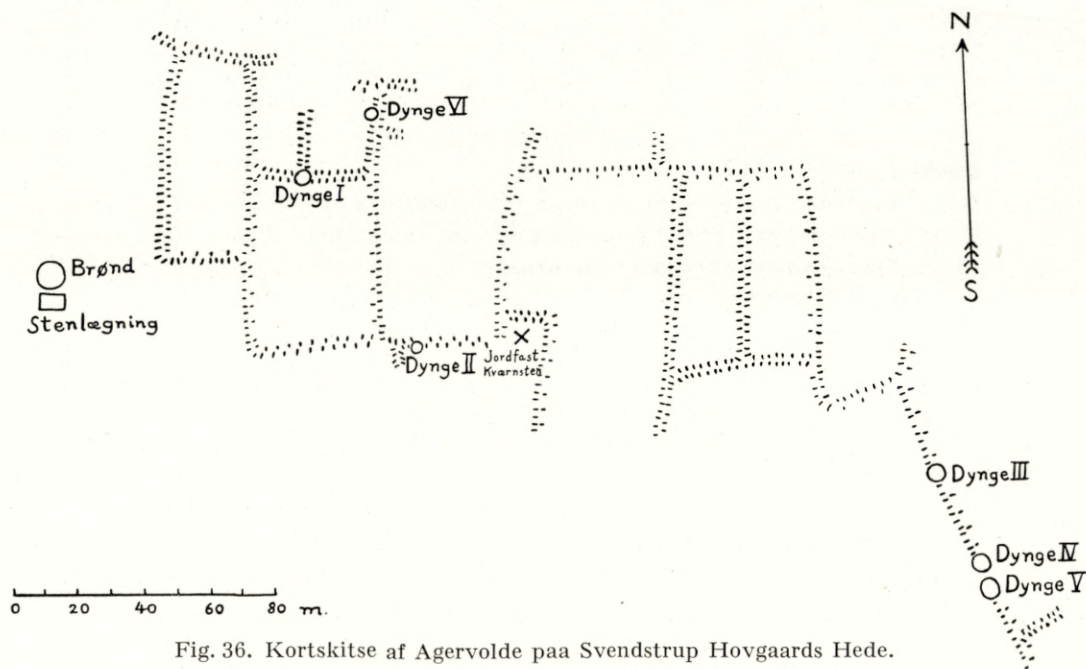 N
Dynge VI
Dynge I
Brønd
Stenlægning
S
Dynge II
Jordfast
Kværnsten
Dynge III
Dynge IV
Dynge V
0 20 40 60 80 m.
Fig. 36. Kortskitse af Agervolde paa Svendstrup Hovgaards Hede.